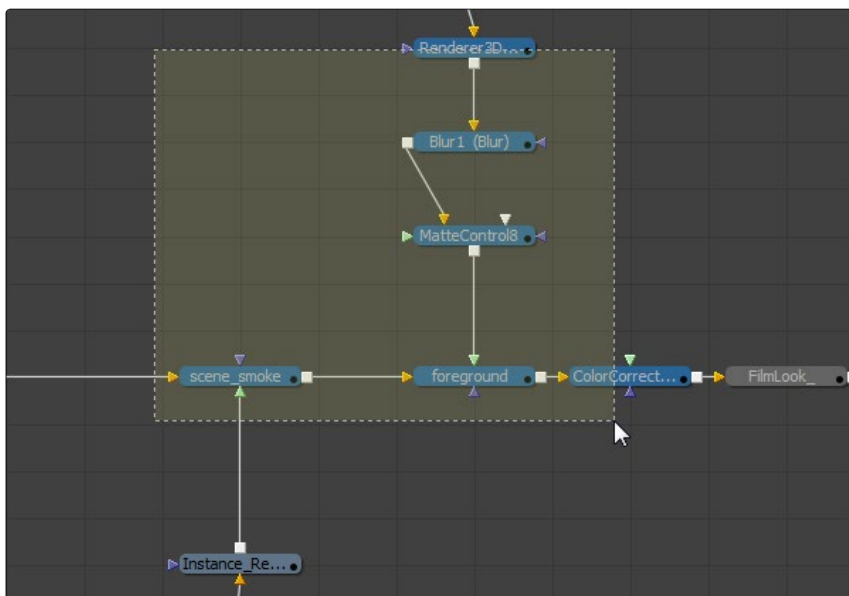 Renderer3D...
Blur1 (Blur)
MatteControl8
scene_smoke
foreground
ColorCorrect...
FilmLook_
Instance_Re...